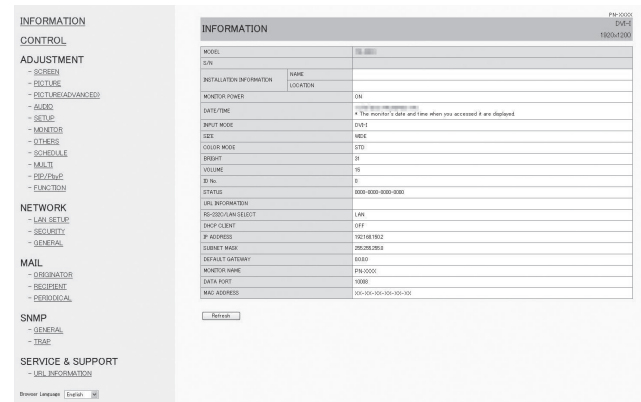 INFORMATION
CONTROL
ADJUSTMENT
- SCREEN
- PICTURE
- PICTURE(ADVANCED)
- AUDIO
- SETUP
- MONITOR
- OTHERS
- SCHEDULE
- MULTI
- PIP/PbyP
- FUNCTION
NETWORK
- LAN SETUP
- SECURITY
- GENERAL
MAIL
- ORIGINATOR
- RECIPIENT
- PERIODICAL
SNMP
- GENERAL
- TRAP
SERVICE & SUPPORT
- URL INFORMATION
Browser Language English
PN-XXXX
INFORMATION DVI-I
1920x1200
MODEL
S/N
INSTALLATION INFORMATION NAME
LOCATION
MONITOR POWER ON
DATE/TIME
* The monitor's date and time when you accessed it are displayed.
INPUT MODE DVI-I
SIZE WIDE
COLOR MODE STD
BRIGHT 31
VOLUME 15
ID No. 0
STATUS 0000-0000-0000-0000
URL INFORMATION
RS-232C/LAN SELECT LAN
DHCP CLIENT OFF
IP ADDRESS 192.168.150.2
SUBNET MASK 255.255.255.0
DEFAULT GATEWAY 0.0.0.0
MONITOR NAME PN-XXXX
DATA PORT 10008
MAC ADDRESS XX-XX-XX-XX-XX-XX
Refresh